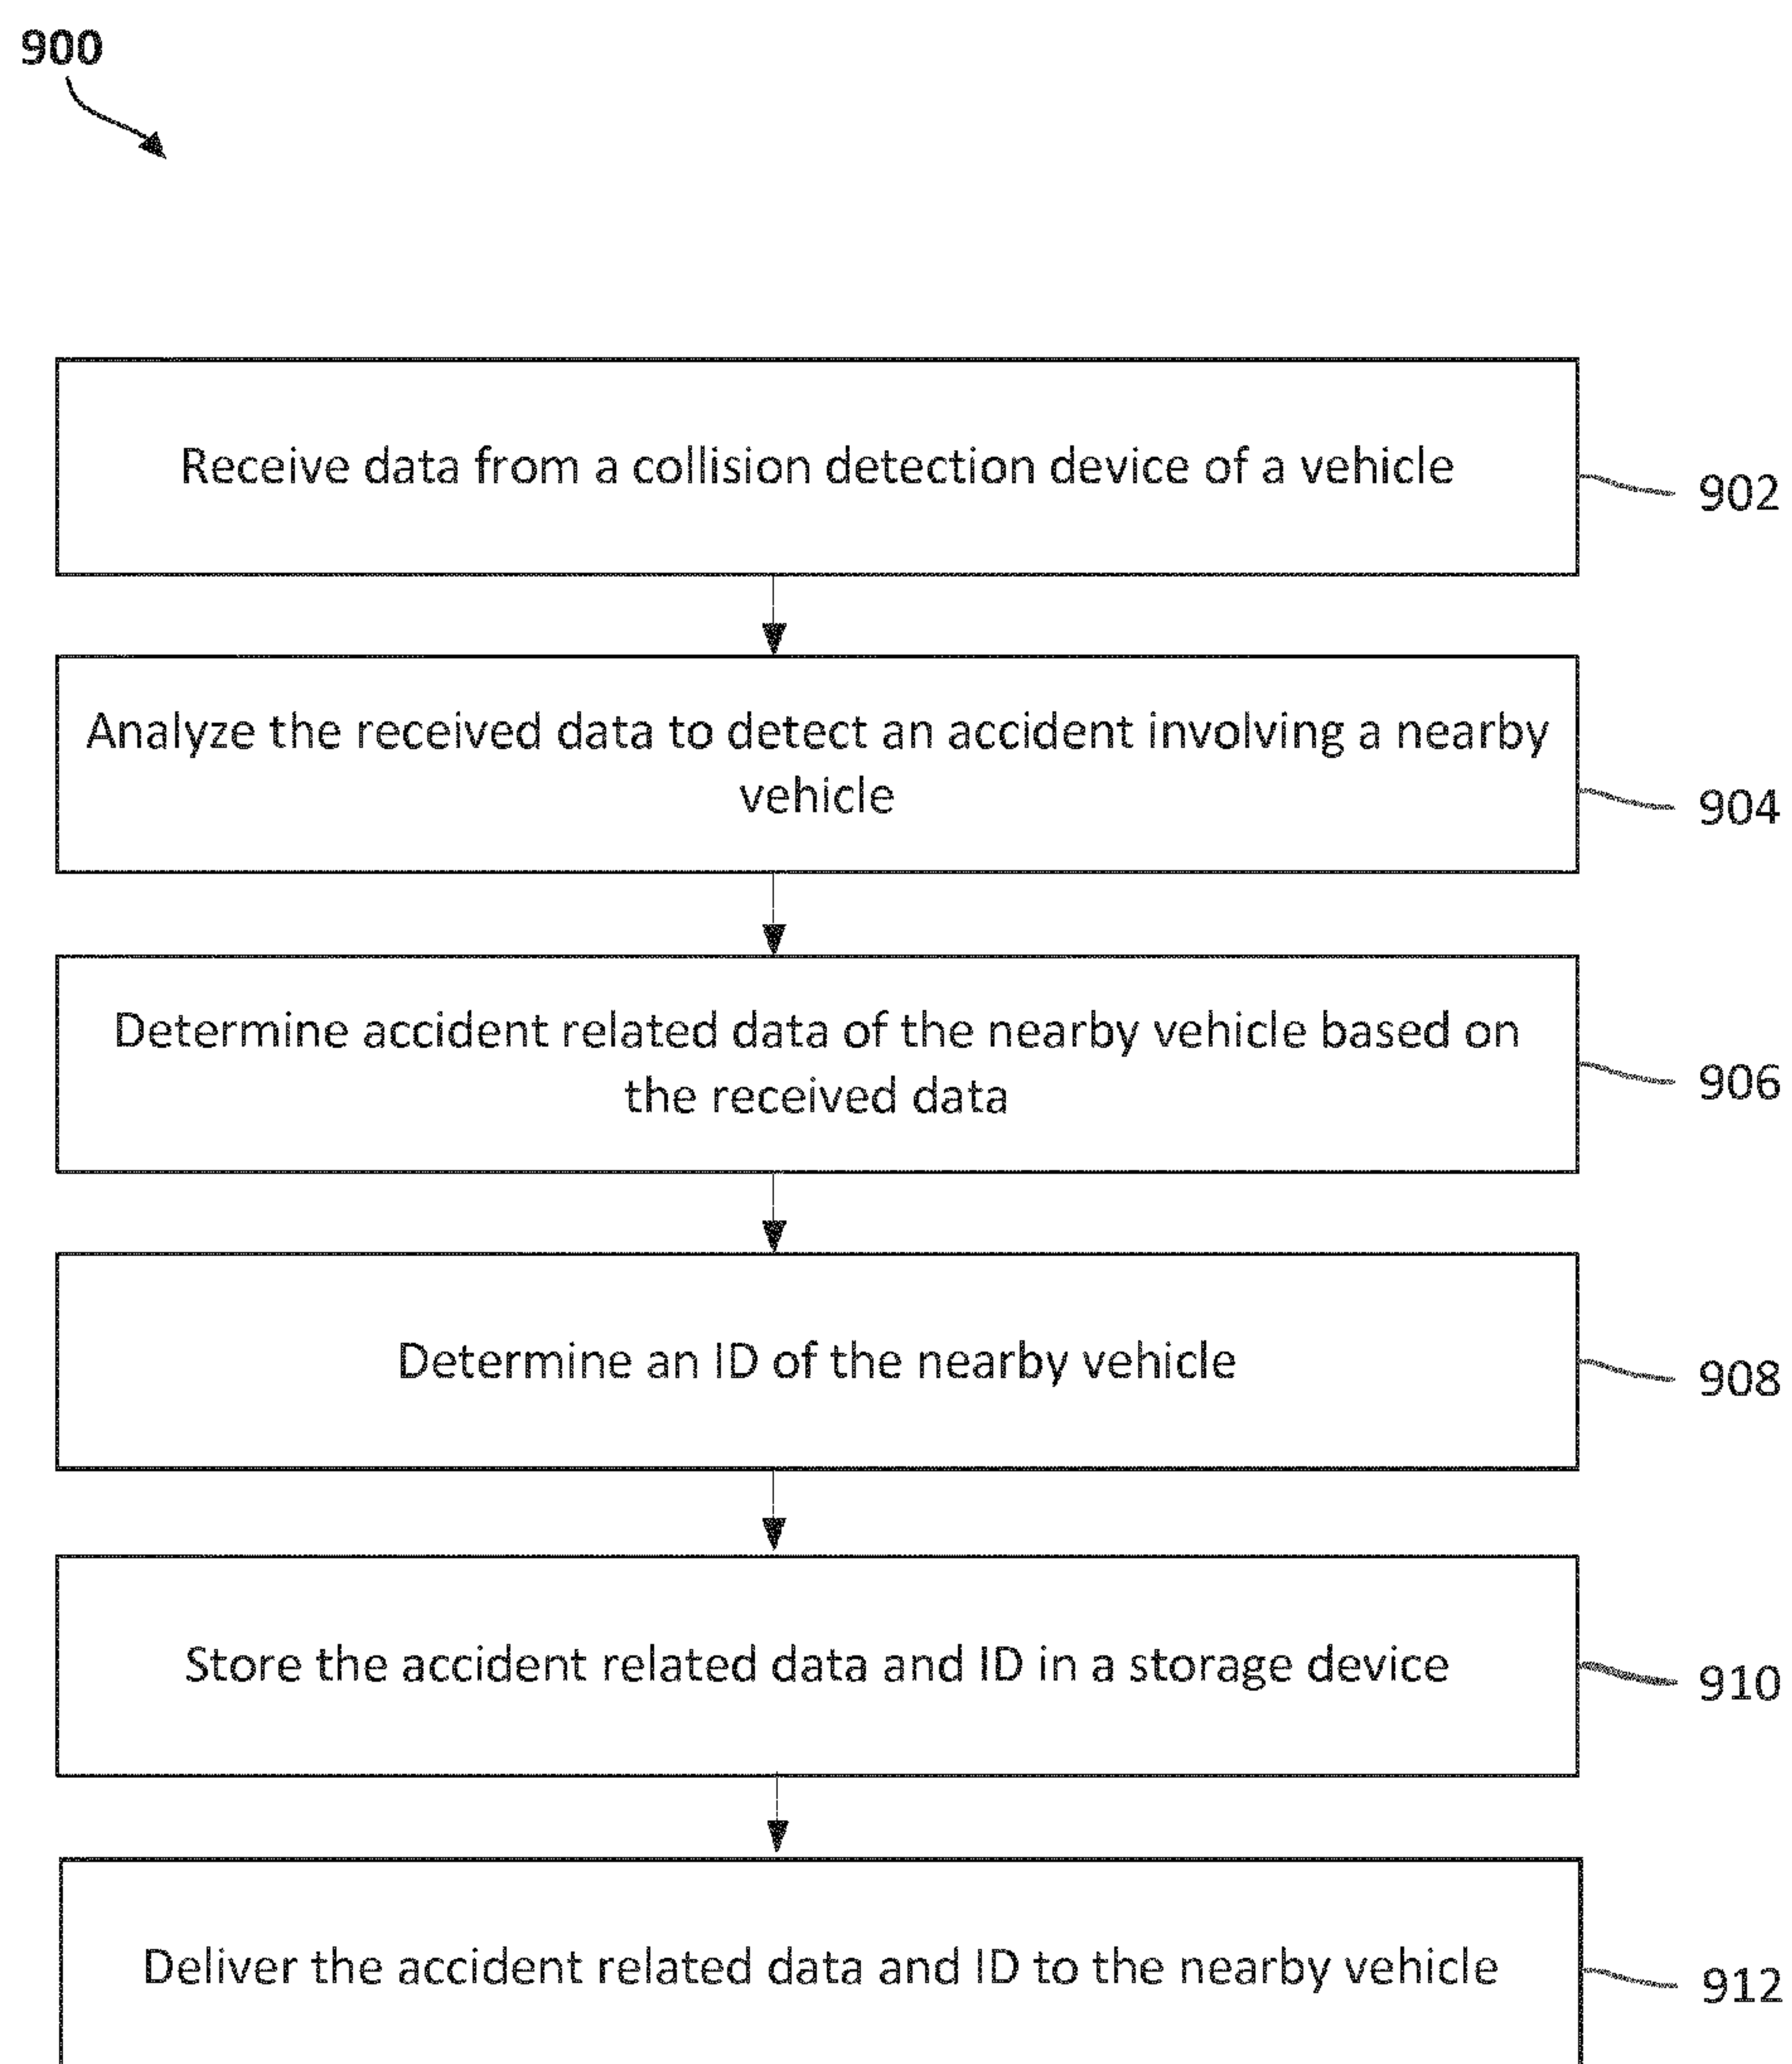 900
Receive data from a collision detection device of a vehicle
902
Analyze the received data to detect an accident involving a nearby
vehicle
904
Determine accident related data of the nearby vehicle based on
the received data
906
Determine an ID of the nearby vehicle
908
Store the accident related data and ID in a storage device
910
Deliver the accident related data and ID to the nearby vehicle
912